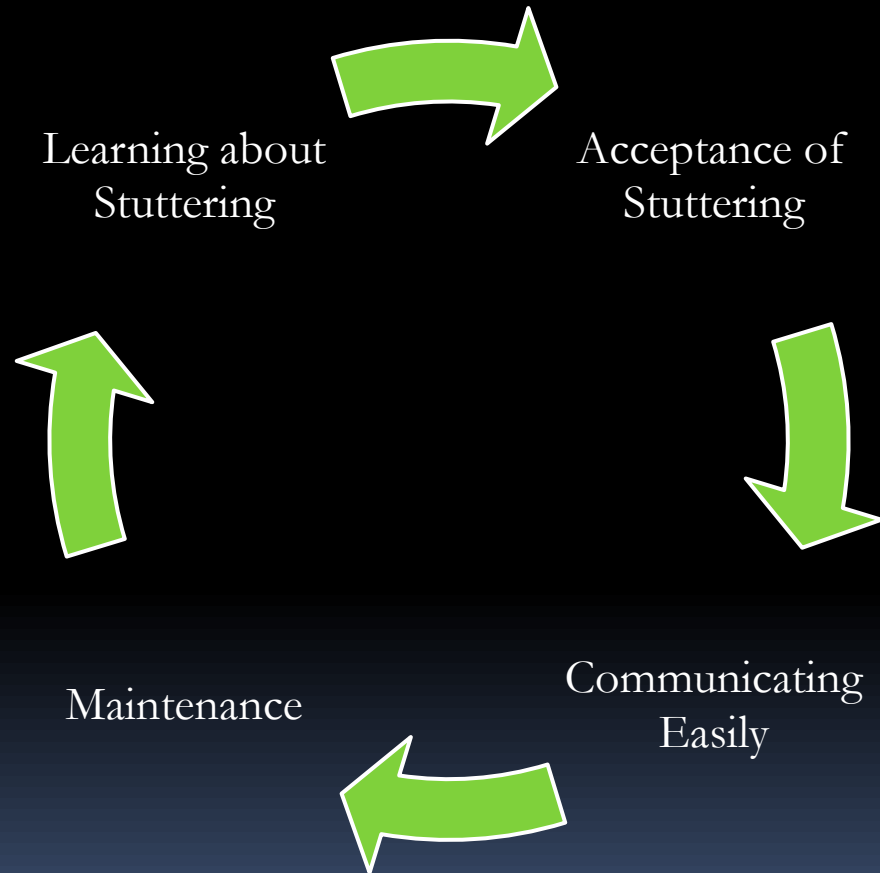 Learning about
Stuttering
Acceptance of
Stuttering
Communicating
Easily
Maintenance